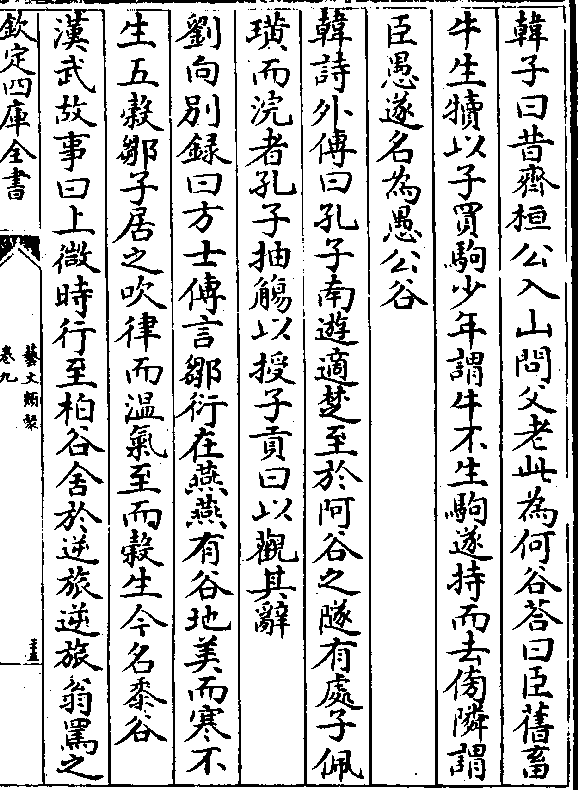 韓子曰昔齊桓公入山問父老此為何谷荅曰臣舊畜
牛生犢以子買駒少年謂牛不生駒遂持而去傍隣謂
臣愚遂名為愚公谷
韓詩外傳曰孔子南遊適楚至於阿谷之隧有處子佩
璜而浣者孔子抽觴以授子貢曰以觀其辭
劉向別録曰方士傳言鄒衍在燕燕有谷地美而寒不
生五穀鄒子居之吹律而温氣至而穀生今名黍谷
漢武故事曰上微時行至柏谷舍於逆旅逆旅翁罵之
欽定四庫全書
藝文類聚
卷九